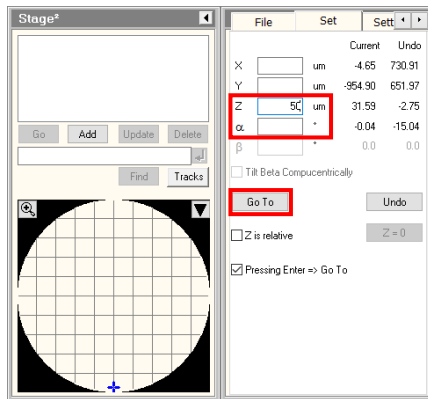 Stage²
Go Add Update Delete
Find Tracks
File Set Sett
Current Undo
X um -4.65 730.91
Y um -954.90 651.97
Z 50 um 31.59 -2.75
α ° -0.04 -15.04
β ° 0.0 0.0
Tilt Beta Compucentrically
Go To Undo
Z is relative Z = 0
Pressing Enter => Go To